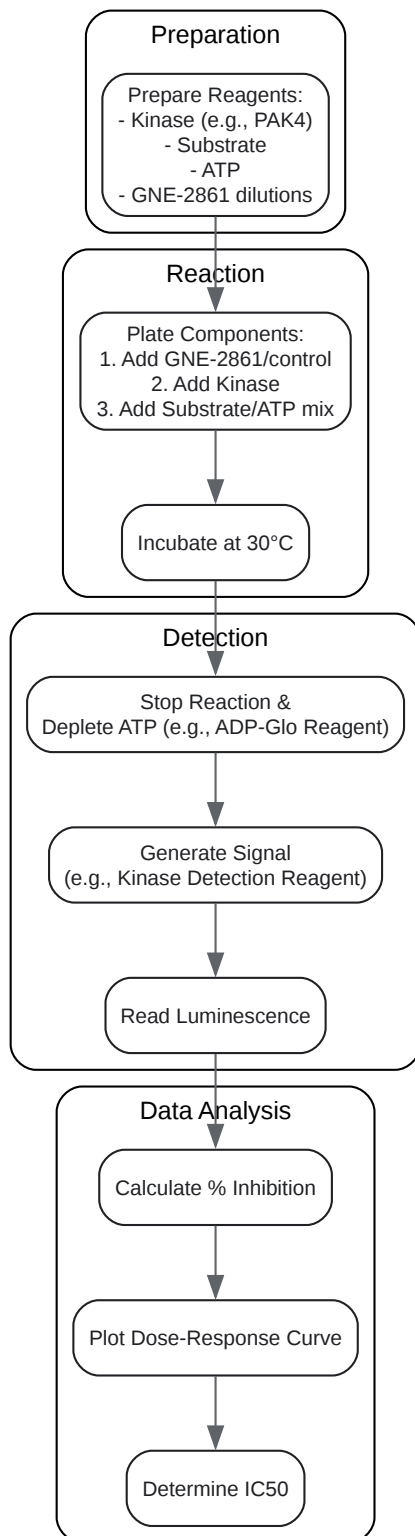 Preparation
Prepare Reagents:
- Kinase (e.g., PAK4)
- Substrate
- ATP
- GNE-2861 dilutions
Reaction
Plate Components:
1. Add GNE-2861/control
2. Add Kinase
3. Add Substrate/ATP mix
Incubate at 30°C
Detection
Stop Reaction &
Deplete ATP (e.g., ADP-Glo Reagent)
Generate Signal
(e.g., Kinase Detection Reagent)
Read Luminescence
Data Analysis
Calculate % Inhibition
Plot Dose-Response Curve
Determine IC50